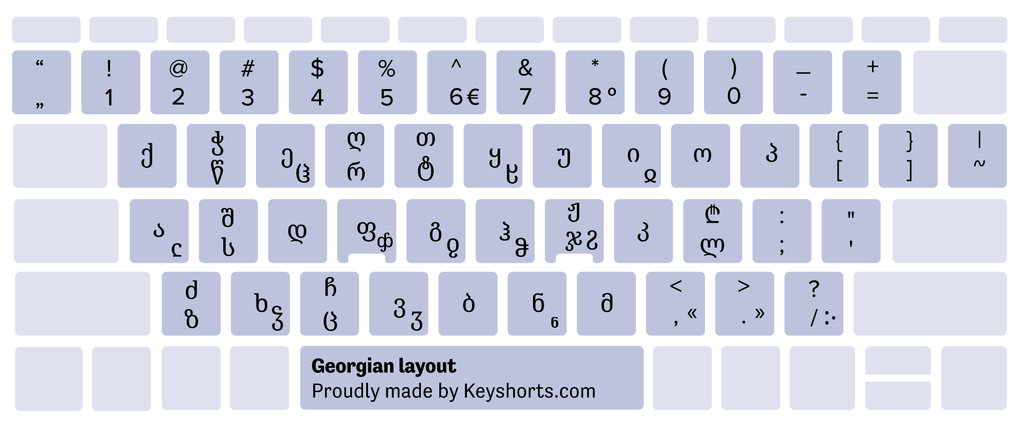 “ ! @ # $ % ^ & * ( ) _ +
„ 1 2 3 4 5 6 € 7 8 º 9 0 - =
ჭ ღ თ { } |
ქ წ ე ჱ რ ტ ყ ჸ უ ი ჲ ო პ [ ] ~
შ ჟ ₾ : "
ა ჺ ს დ ფ ჶ გ ჹ ჰ ჵ ჯ ჷ კ ლ ; '
ძ ჩ < > ?
ზ ხ ჴ ც ვ ჳ ბ ნ ჼ მ , « . » / ჻
Georgian layout
Proudly made by Keyshorts.com